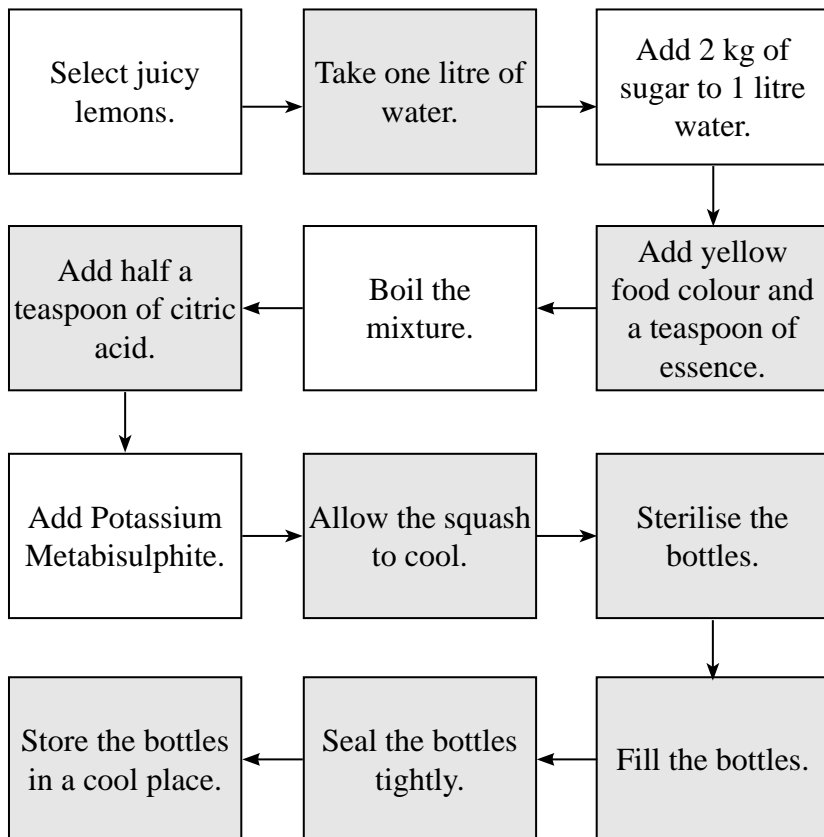 Select juicy
lemons.
Take one litre of
water.
Add 2 kg of
sugar to 1 litre
water.
Add yellow
food colour and
a teaspoon of
essence.
Boil the
mixture.
Add half a
teaspoon of citric
acid.
Add Potassium
Metabisulphite.
Allow the squash
to cool.
Sterilise the
bottles.
Fill the bottles.
Seal the bottles
tightly.
Store the bottles
in a cool place.